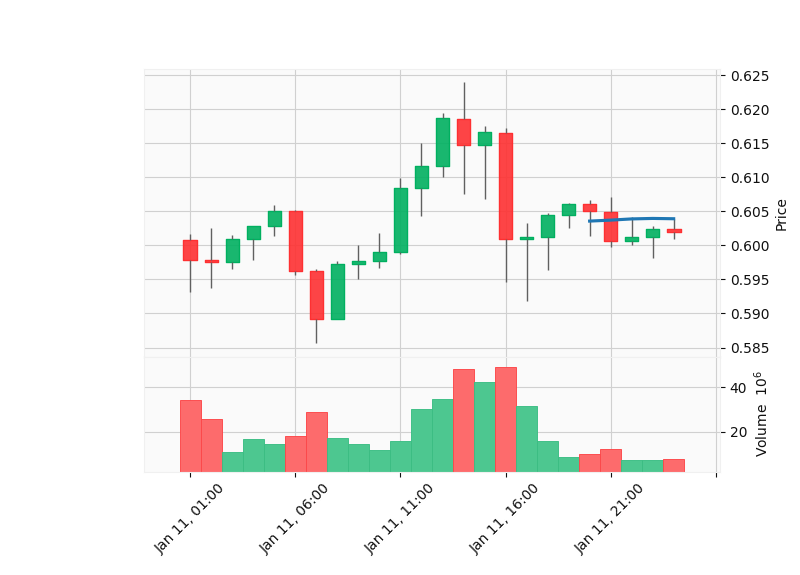 0.625
0.620
0.615
0.610
0.605
0.600
0.595
0.590
0.585
Price
40
20
Volume 10⁶
Jan 11, 01:00
Jan 11, 06:00
Jan 11, 11:00
Jan 11, 16:00
Jan 11, 21:00